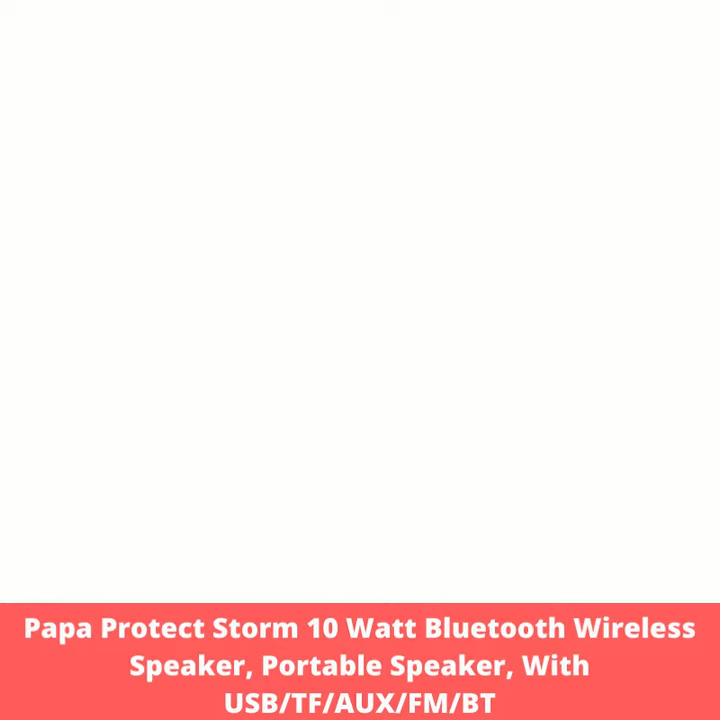 Papa Protect Storm 10 Watt Bluetooth Wireless
Speaker, Portable Speaker, With
USB/TF/AUX/FM/BT